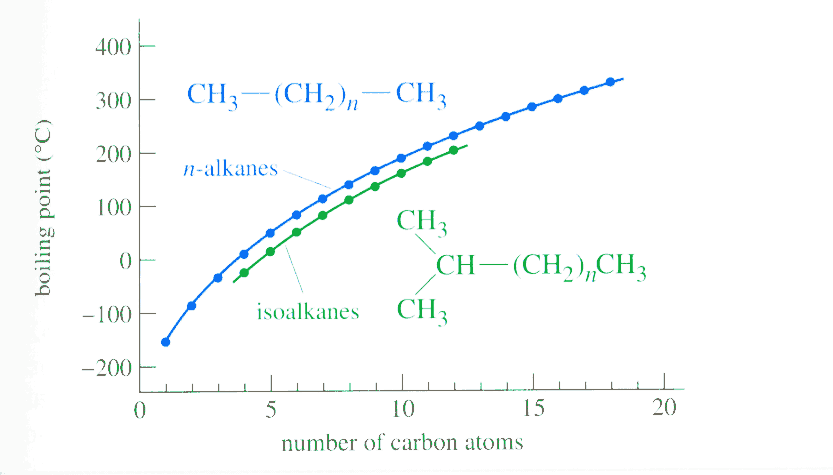 400
300
200
100
0
−100
−200
boiling point (°C)
CH₃—(CH₂)ₙ—CH₃
n-alkanes
isoalkanes
CH₃
CH—(CH₂)ₙCH₃
CH₃
0 5 10 15 20
number of carbon atoms